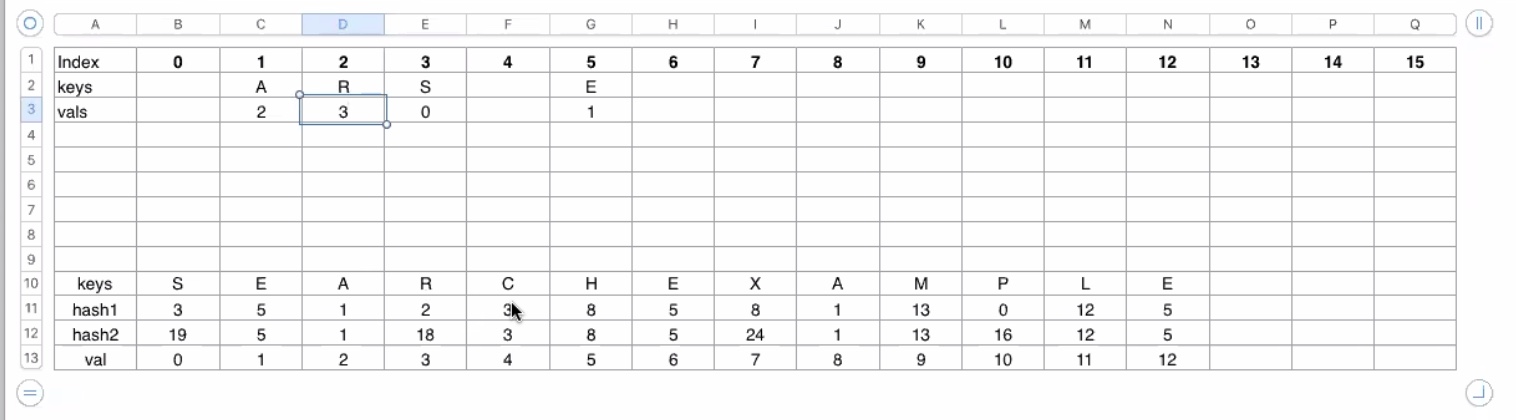 A B C D E F G H I J K L M N O P Q
1 Index 0 1 2 3 4 5 6 7 8 9 10 11 12 13 14 15
2 keys A R S E
3 vals 2 3 0 1
4
5
6
7
8
9
10 keys S E A R C H E X A M P L E
11 hash1 3 5 1 2 3 8 5 8 1 13 0 12 5
12 hash2 19 5 1 18 3 8 5 24 1 13 16 12 5
13 val 0 1 2 3 4 5 6 7 8 9 10 11 12